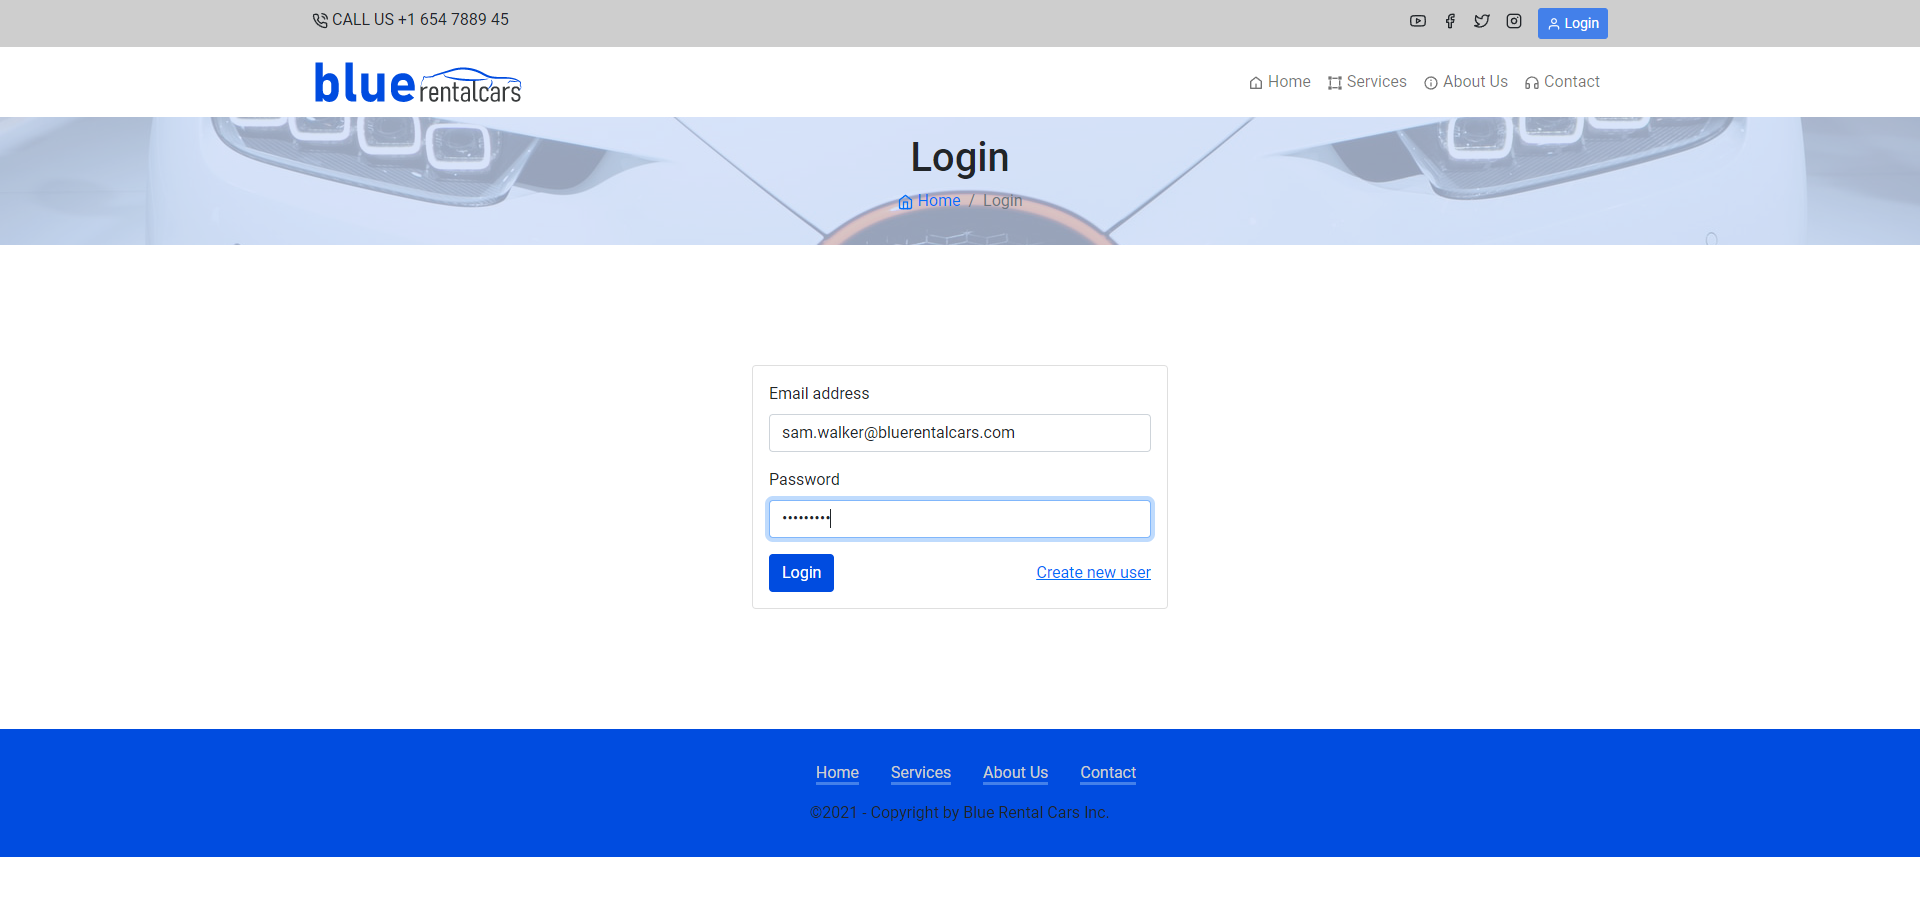 CALL US +1 654 7889 45
Login
blue rentalcars
Home Services About Us Contact
Login
Home / Login
Email address
sam.walker@bluerentalcars.com
Password
•••••••••
Login Create new user
Home Services About Us Contact
©2021 - Copyright by Blue Rental Cars Inc.